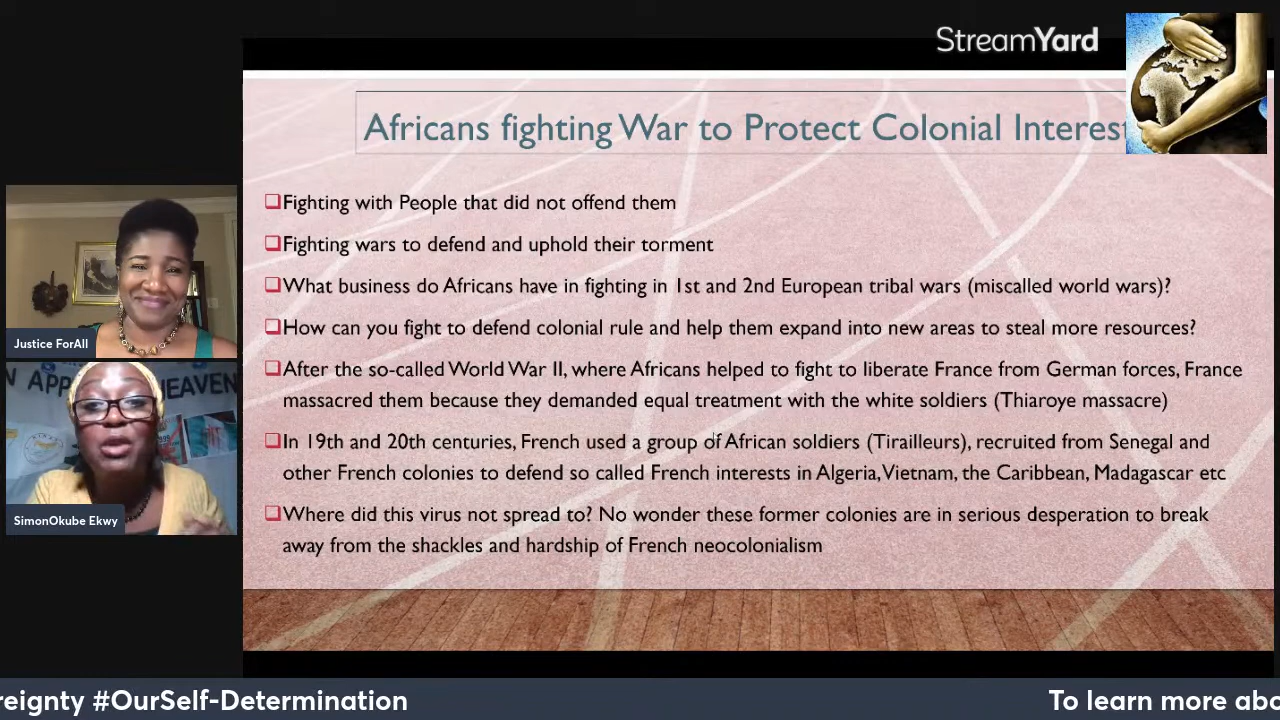 StreamYard
Africans fighting War to Protect Colonial Interest
Fighting with People that did not offend them
Fighting wars to defend and uphold their torment
What business do Africans have in fighting in 1st and 2nd European tribal wars (miscalled world wars)?
How can you fight to defend colonial rule and help them expand into new areas to steal more resources?
After the so-called World War II, where Africans helped to fight to liberate France from German forces, France
massacred them because they demanded equal treatment with the white soldiers (Thiaroye massacre)
In 19th and 20th centuries, French used a group of African soldiers (Tirailleurs), recruited from Senegal and
other French colonies to defend so called French interests in Algeria, Vietnam, the Caribbean, Madagascar etc
Where did this virus not spread to? No wonder these former colonies are in serious desperation to break
away from the shackles and hardship of French neocolonialism
Justice ForAll
N APP HEAVEN
SimonOkube Ekwy
reignty #OurSelf-Determination
To learn more abo